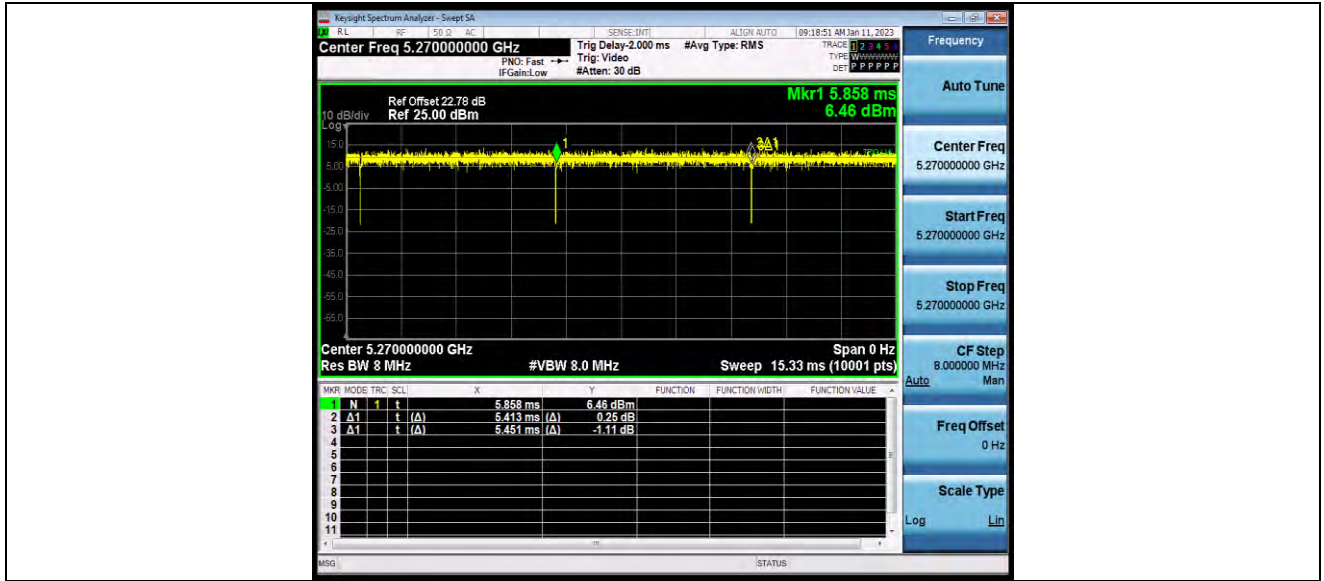 Keysight Spectrum Analyzer - Swept SA
RL RF 50 Ω AC SENSE:INT ALIGN AUTO 09:18:51 AM Jan 11, 2023
Center Freq 5.270000000 GHz
PNO: Fast
IFGain:Low
Trig Delay-2.000 ms
Trig: Video
#Atten: 30 dB
#Avg Type: RMS
TRACE 1 2 3 4 5 6
TYPE WWWWWW
DET P P P P P P
Mkr1 5.858 ms
6.46 dBm
Ref Offset 22.78 dB
10 dB/div Ref 25.00 dBm
Log
15.0
5.00
-5.00
-15.0
-25.0
-35.0
-45.0
-55.0
-65.0
1
3Δ1
Center 5.270000000 GHz Span 0 Hz
Res BW 8 MHz #VBW 8.0 MHz Sweep 15.33 ms (10001 pts)
MKR MODE TRC SCL X Y FUNCTION FUNCTION WIDTH FUNCTION VALUE
1 N 1 t 5.858 ms 6.46 dBm
2 Δ1 t (Δ) 5.413 ms (Δ) 0.25 dB
3 Δ1 t (Δ) 5.451 ms (Δ) -1.11 dB
4
5
6
7
8
9
10
11
MSG STATUS
Frequency
Auto Tune
Center Freq
5.270000000 GHz
Start Freq
5.270000000 GHz
Stop Freq
5.270000000 GHz
CF Step
8.000000 MHz
Auto Man
Freq Offset
0 Hz
Scale Type
Log Lin